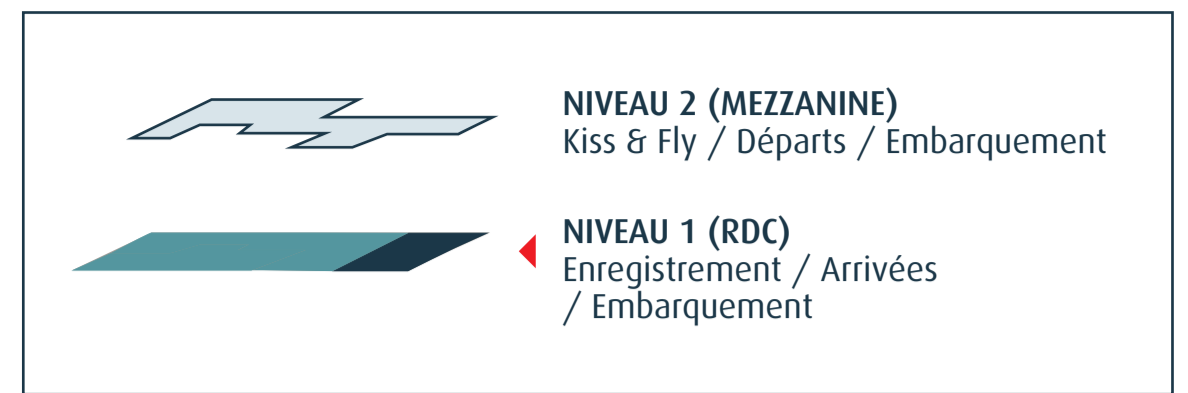 NIVEAU 2 (MEZZANINE)
Kiss & Fly / Départs / Embarquement
NIVEAU 1 (RDC)
Enregistrement / Arrivées
/ Embarquement